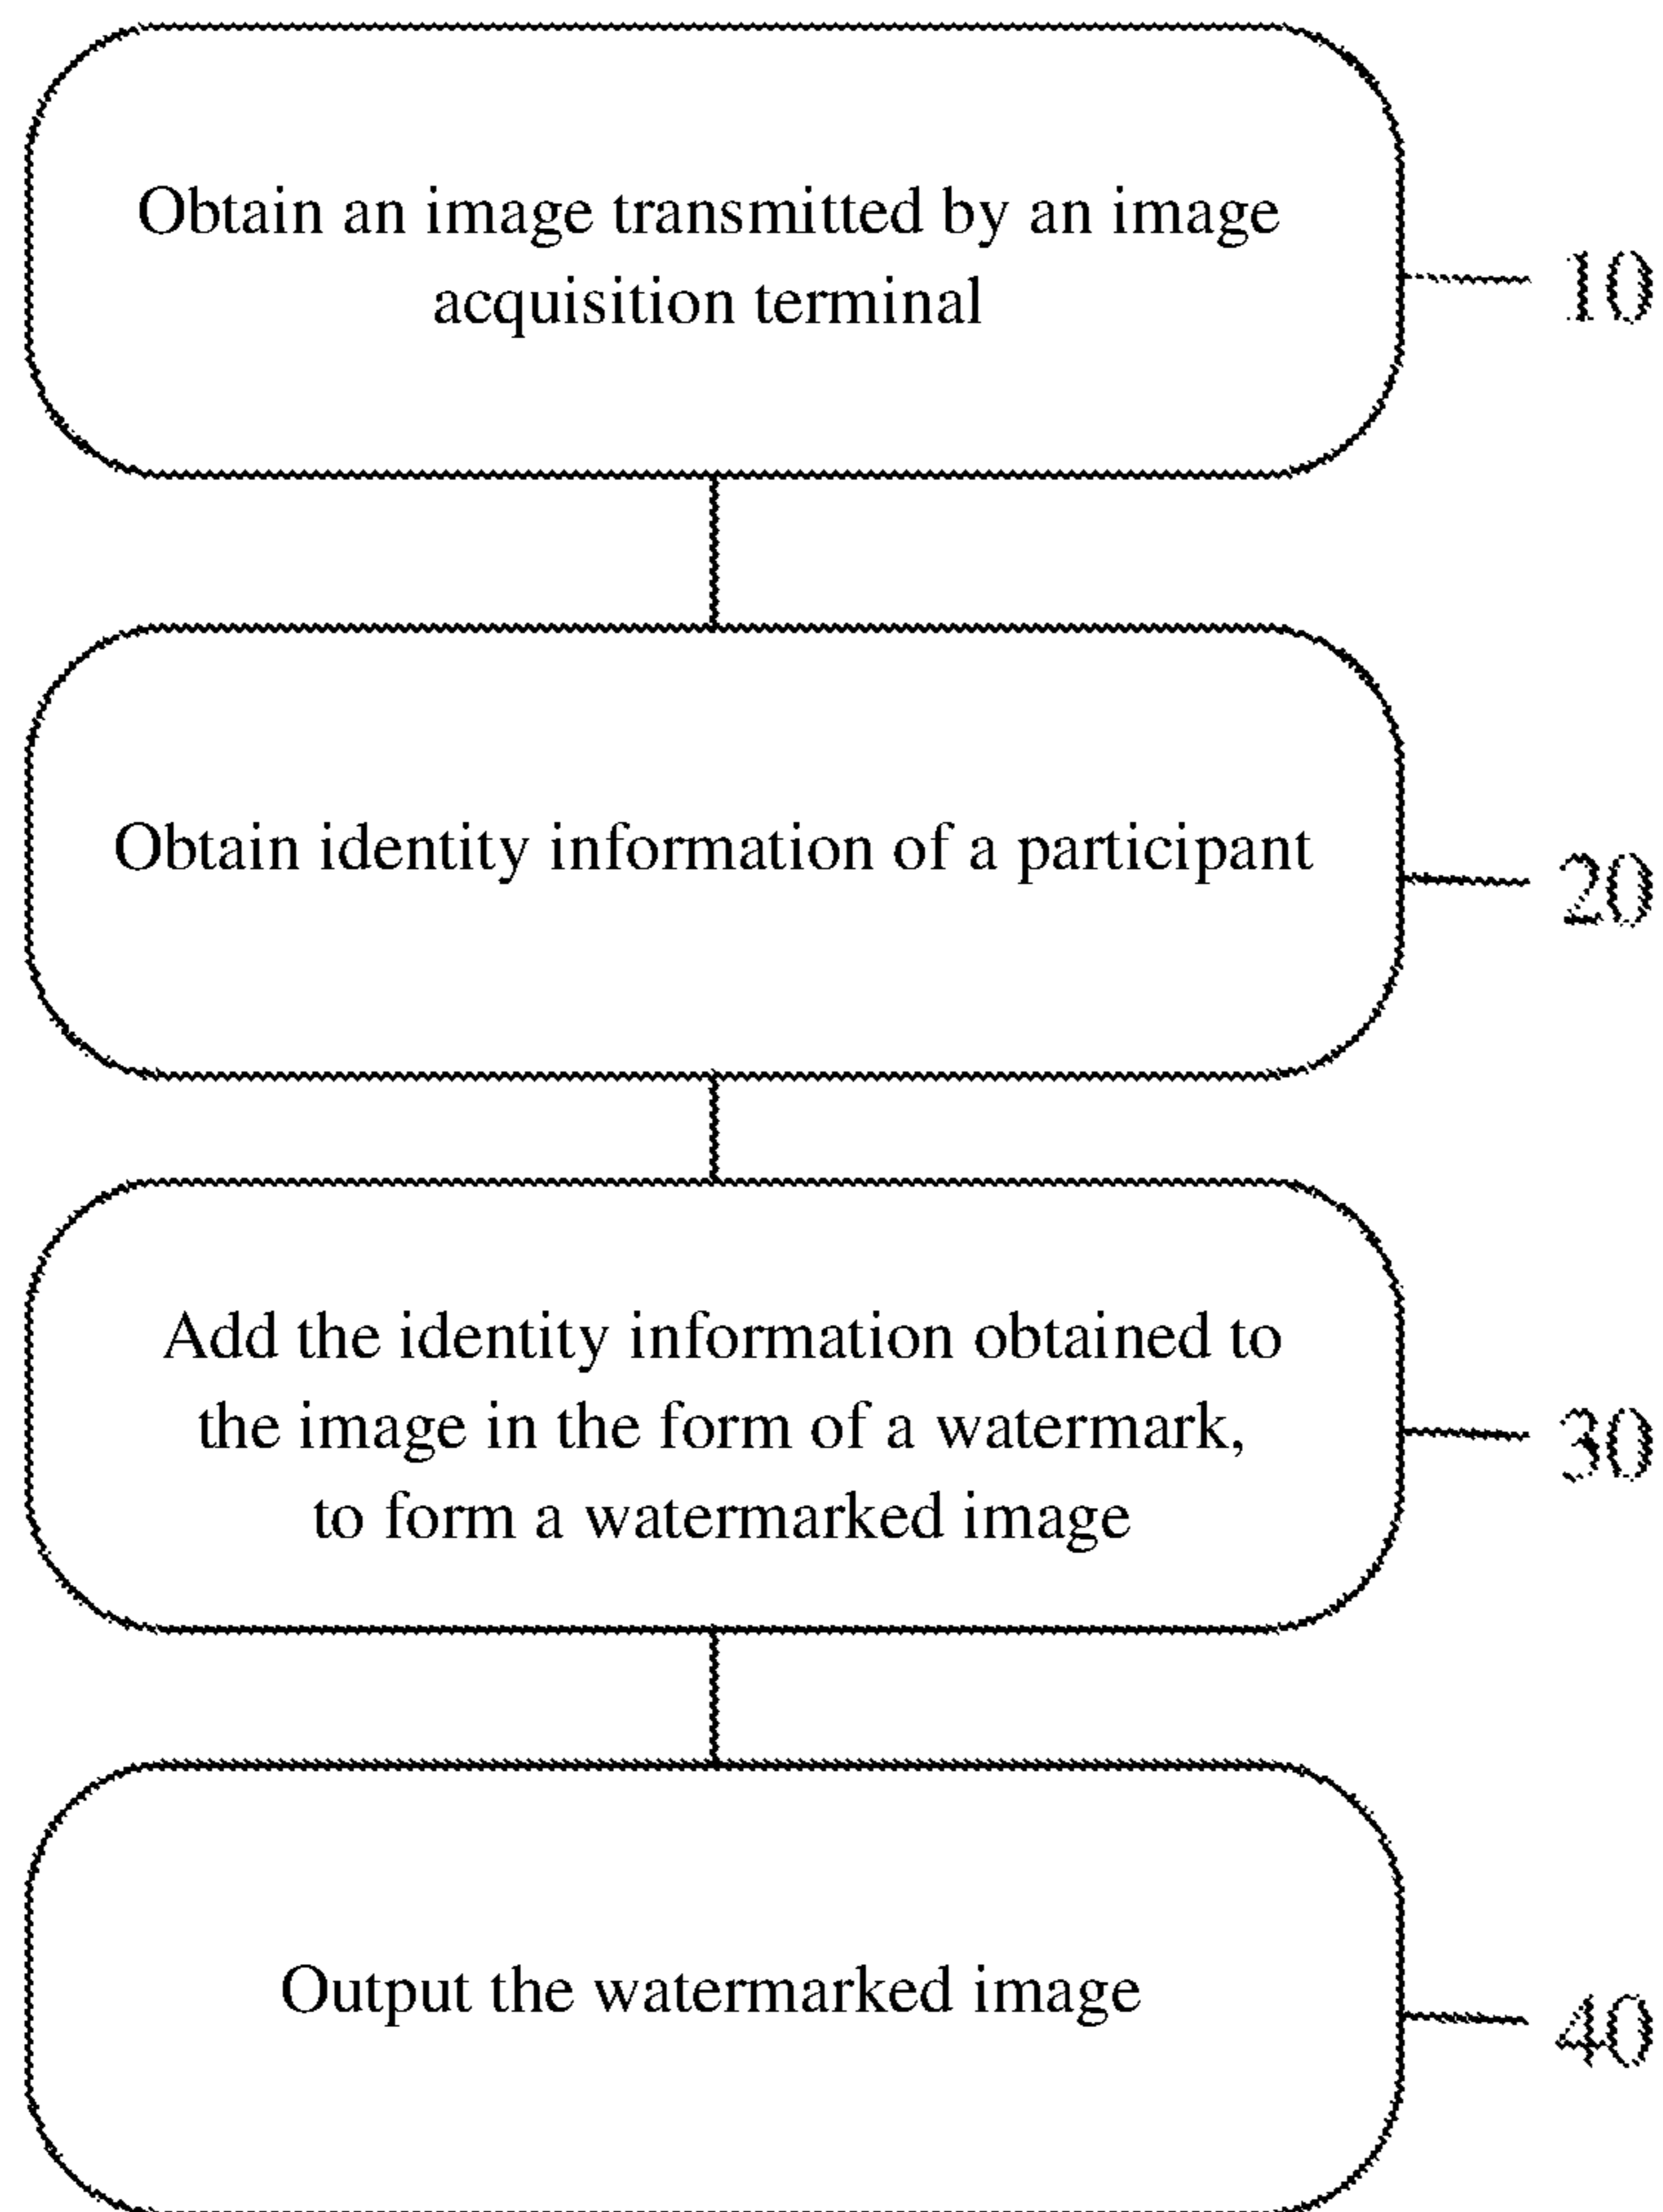 Obtain an image transmitted by an image
acquisition terminal
10
Obtain identity information of a participant
20
Add the identity information obtained to
the image in the form of a watermark,
to form a watermarked image
30
Output the watermarked image
40